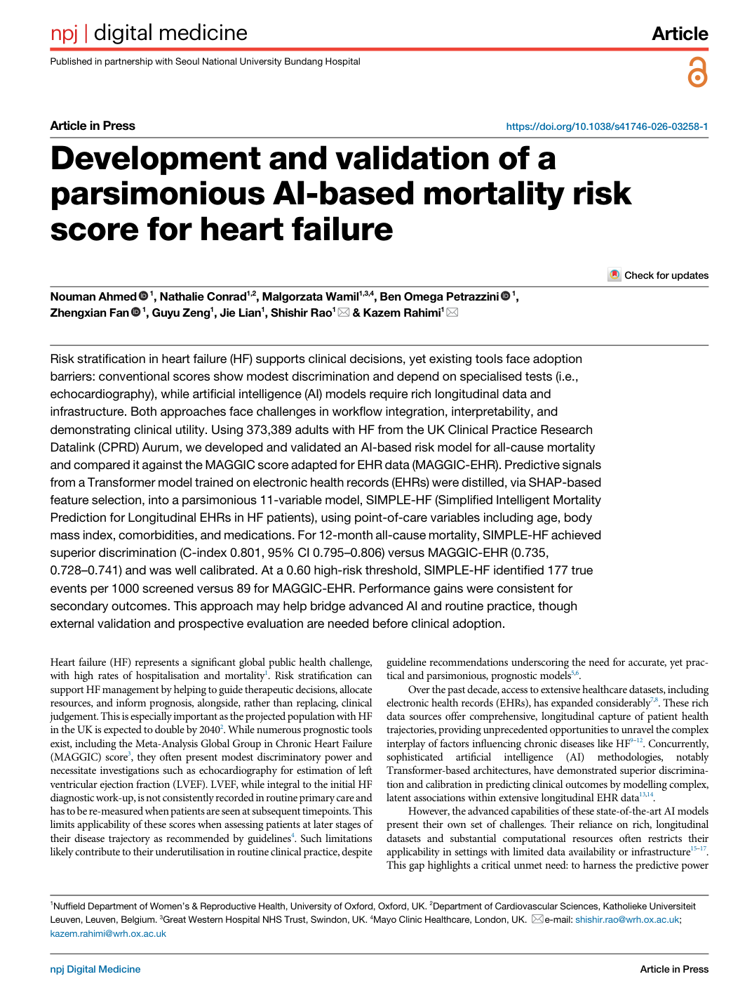 npj | digital medicine
Article
Published in partnership with Seoul National University Bundang Hospital
Article in Press
https://doi.org/10.1038/s41746-026-03258-1
Development and validation of a
parsimonious AI-based mortality risk
score for heart failure
Check for updates
Nouman Ahmed 1, Nathalie Conrad1,2, Malgorzata Wamil1,3,4, Ben Omega Petrazzini 1,
Zhengxian Fan 1, Guyu Zeng1, Jie Lian1, Shishir Rao1 & Kazem Rahimi1
Risk stratification in heart failure (HF) supports clinical decisions, yet existing tools face adoption
barriers: conventional scores show modest discrimination and depend on specialised tests (i.e.,
echocardiography), while artificial intelligence (AI) models require rich longitudinal data and
infrastructure. Both approaches face challenges in workflow integration, interpretability, and
demonstrating clinical utility. Using 373,389 adults with HF from the UK Clinical Practice Research
Datalink (CPRD) Aurum, we developed and validated an AI-based risk model for all-cause mortality
and compared it against the MAGGIC score adapted for EHR data (MAGGIC-EHR). Predictive signals
from a Transformer model trained on electronic health records (EHRs) were distilled, via SHAP-based
feature selection, into a parsimonious 11-variable model, SIMPLE-HF (Simplified Intelligent Mortality
Prediction for Longitudinal EHRs in HF patients), using point-of-care variables including age, body
mass index, comorbidities, and medications. For 12-month all-cause mortality, SIMPLE-HF achieved
superior discrimination (C-index 0.801, 95% CI 0.795–0.806) versus MAGGIC-EHR (0.735,
0.728–0.741) and was well calibrated. At a 0.60 high-risk threshold, SIMPLE-HF identified 177 true
events per 1000 screened versus 89 for MAGGIC-EHR. Performance gains were consistent for
secondary outcomes. This approach may help bridge advanced AI and routine practice, though
external validation and prospective evaluation are needed before clinical adoption.
Heart failure (HF) represents a significant global public health challenge,
with high rates of hospitalisation and mortality1. Risk stratification can
support HF management by helping to guide therapeutic decisions, allocate
resources, and inform prognosis, alongside, rather than replacing, clinical
judgement. This is especially important as the projected population with HF
in the UK is expected to double by 20402. While numerous prognostic tools
exist, including the Meta-Analysis Global Group in Chronic Heart Failure
(MAGGIC) score3, they often present modest discriminatory power and
necessitate investigations such as echocardiography for estimation of left
ventricular ejection fraction (LVEF). LVEF, while integral to the initial HF
diagnostic work-up, is not consistently recorded in routine primary care and
has to be re-measured when patients are seen at subsequent timepoints. This
limits applicability of these scores when assessing patients at later stages of
their disease trajectory as recommended by guidelines4. Such limitations
likely contribute to their underutilisation in routine clinical practice, despite
guideline recommendations underscoring the need for accurate, yet prac-
tical and parsimonious, prognostic models5,6.
Over the past decade, access to extensive healthcare datasets, including
electronic health records (EHRs), has expanded considerably7,8. These rich
data sources offer comprehensive, longitudinal capture of patient health
trajectories, providing unprecedented opportunities to unravel the complex
interplay of factors influencing chronic diseases like HF9–12. Concurrently,
sophisticated artificial intelligence (AI) methodologies, notably
Transformer-based architectures, have demonstrated superior discrimina-
tion and calibration in predicting clinical outcomes by modelling complex,
latent associations within extensive longitudinal EHR data13,14.
However, the advanced capabilities of these state-of-the-art AI models
present their own set of challenges. Their reliance on rich, longitudinal
datasets and substantial computational resources often restricts their
applicability in settings with limited data availability or infrastructure15–17.
This gap highlights a critical unmet need: to harness the predictive power
1Nuffield Department of Women's & Reproductive Health, University of Oxford, Oxford, UK. 2Department of Cardiovascular Sciences, Katholieke Universiteit
Leuven, Leuven, Belgium. 3Great Western Hospital NHS Trust, Swindon, UK. 4Mayo Clinic Healthcare, London, UK. e-mail: shishir.rao@wrh.ox.ac.uk;
kazem.rahimi@wrh.ox.ac.uk
npj Digital Medicine
Article in Press